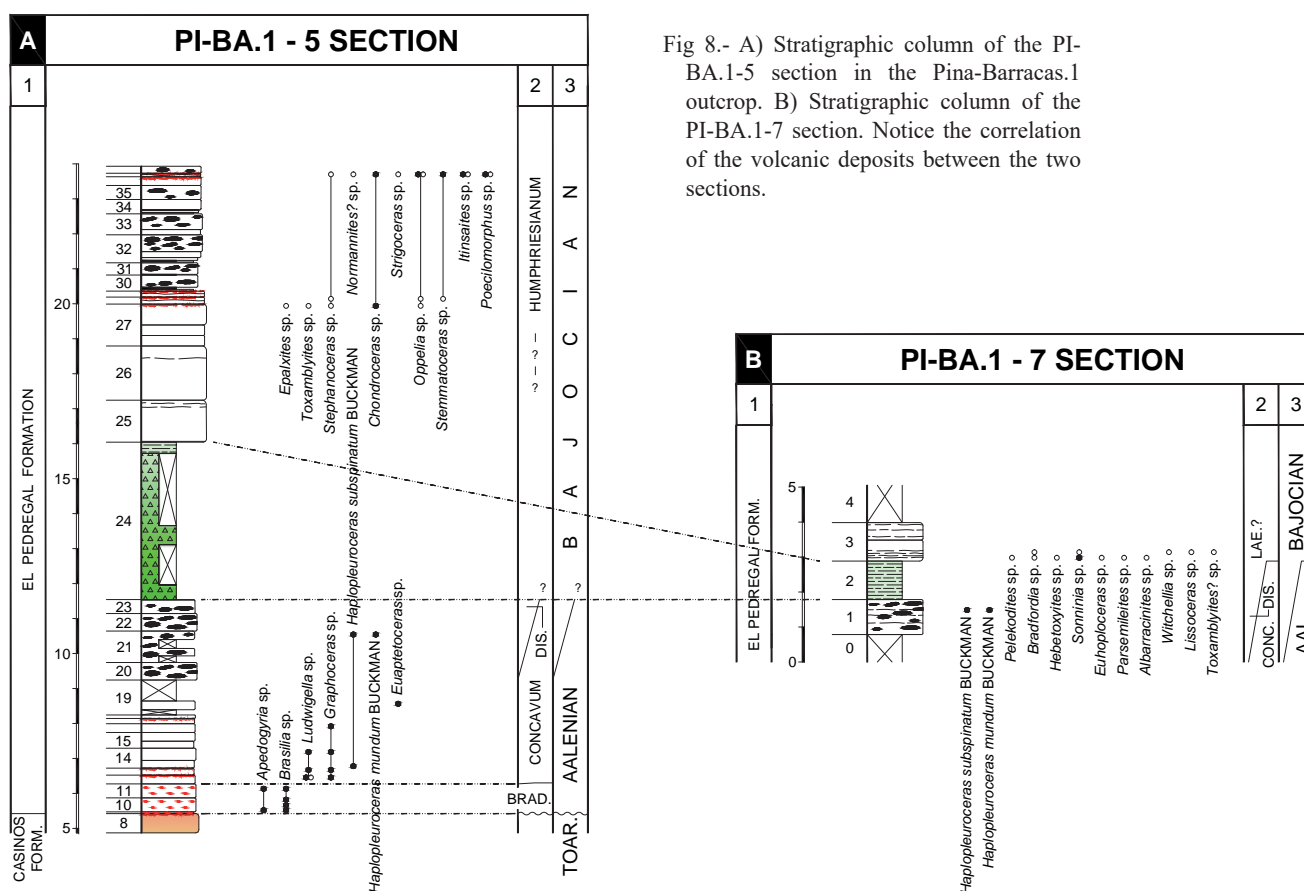 A
PI-BA.1 - 5 SECTION
1
2
3
EL PEDREGAL FORMATION
CASINOS
FORM.
20
15
10
5
35
34
33
32
31
30
27
26
25
24
23
22
21
20
19
15
14
11
10
8
Apedogyria sp.
Brasilia sp.
Ludwigella sp.
Graphoceras sp.
Haplopleuroceras subspinatum BUCKMAN
Haplopleuroceras mundum BUCKMAN
Euaptetoceras sp.
Epalxites sp.
Toxamblyites sp.
Stephanoceras sp.
Normannites? sp.
Chondroceras sp.
Strigoceras sp.
Oppelia sp.
Stemmatoceras sp.
Itinsaites sp.
Poecilomorphus sp.
HUMPHRIESIANUM
– ? – ?
?
DIS.
CONCAVUM
BRAD.
BAJOCIAN
?
AALENIAN
TOAR.
Fig 8.- A) Stratigraphic column of the PI-
BA.1-5 section in the Pina-Barracas.1
outcrop. B) Stratigraphic column of the
PI-BA.1-7 section. Notice the correlation
of the volcanic deposits between the two
sections.
B
PI-BA.1 - 7 SECTION
1
2
3
EL PEDREGAL FORM.
5
0
4
3
2
1
0
Haplopleuroceras subspinatum BUCKMAN
Haplopleuroceras mundum BUCKMAN
Pelekodites sp.
Bradfordia sp.
Hebetoxyites sp.
Sonninia sp.
Euhoploceras sp.
Parsemileites sp.
Albarracinites sp.
Witchellia sp.
Lissoceras sp.
Toxamblyites? sp.
LAE.?
DIS.
CONC.
BAJOCIAN